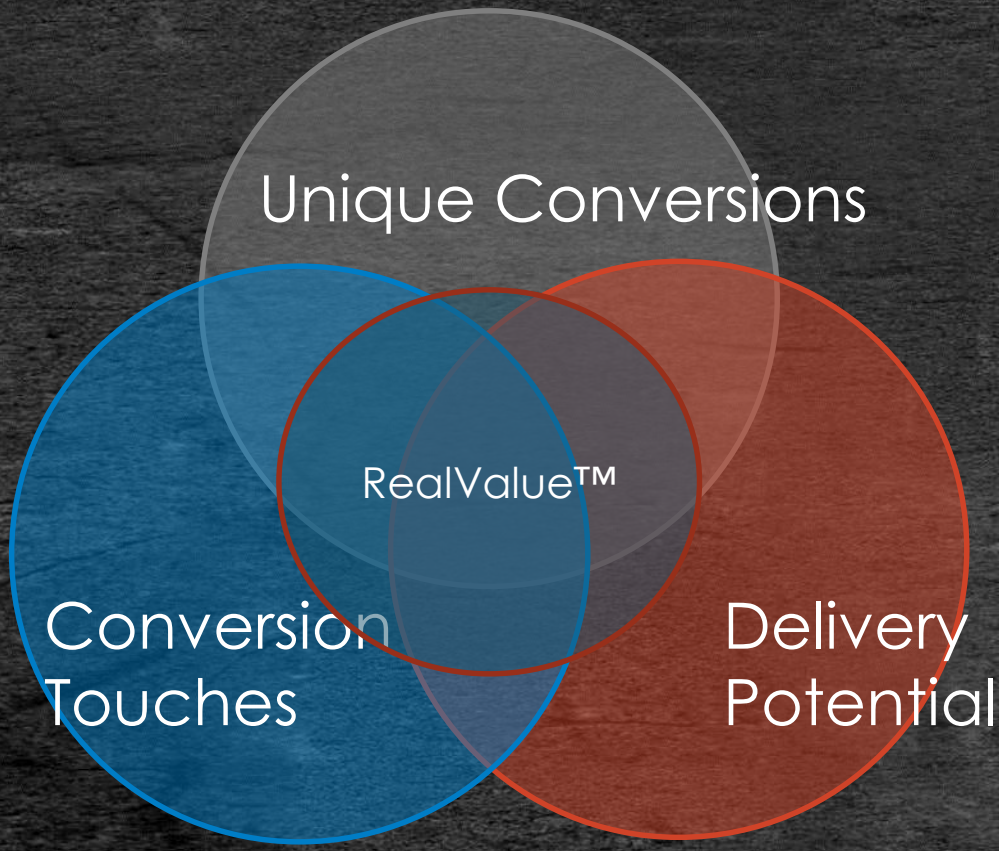 Unique Conversions
RealValue™
Conversion
Touches
Delivery
Potential